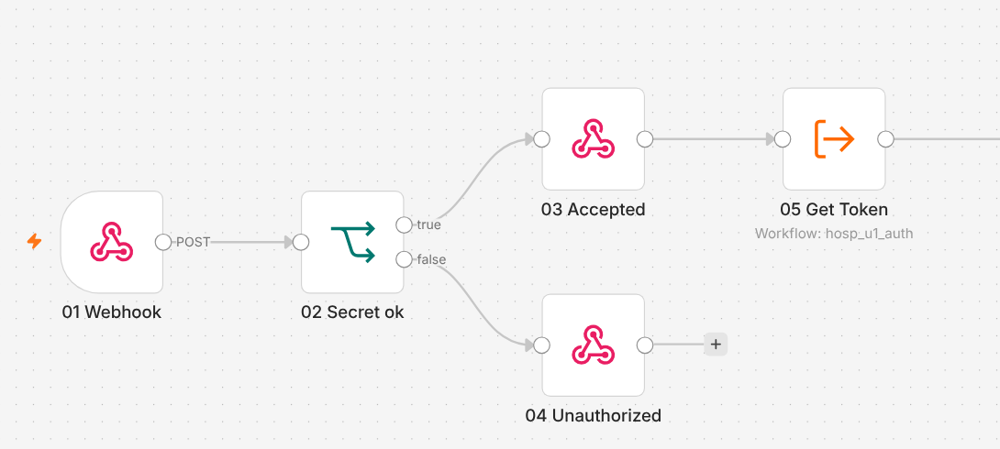 POST
01 Webhook
true
false
02 Secret ok
03 Accepted
04 Unauthorized
+
05 Get Token
Workflow: hosp_u1_auth